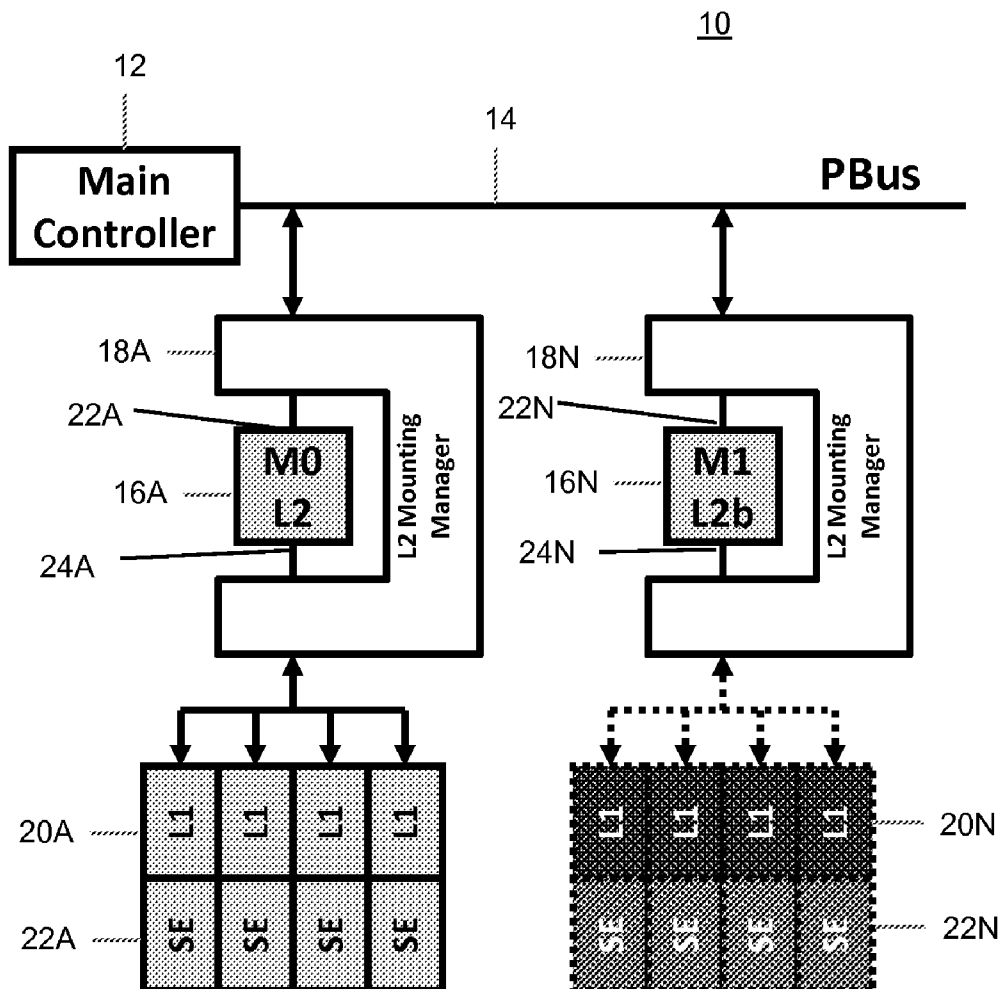 10
12
14
Main
Controller
PBus
18A
18N
22A
22N
M0
L2
M1
L2b
16A
16N
L2 Mounting
Manager
L2 Mounting
Manager
24A
24N
L1 L1 L1 L1
L1 L1 L1 L1
20A
20N
SE SE SE SE
SE SE SE SE
22A
22N